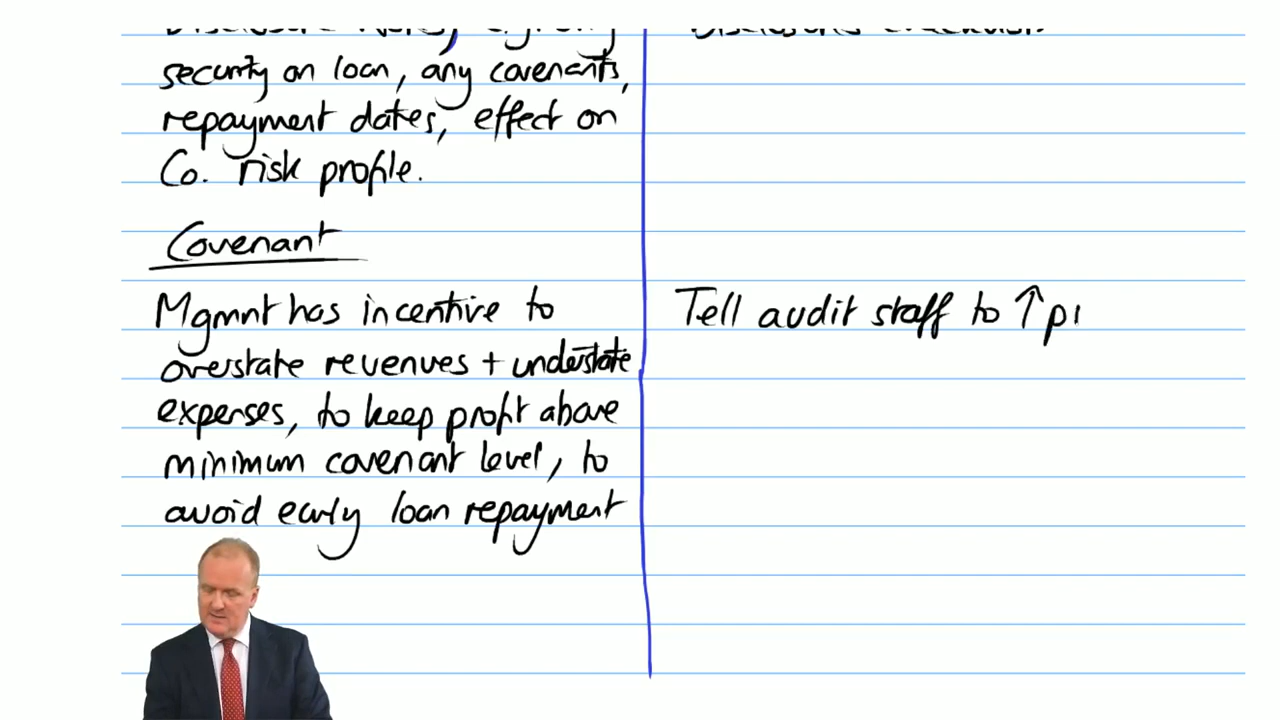 security on loan, any covenants,
repayment dates, effect on
Co. risk profile.
Covenant
Mgmnt has incentive to
overstate revenues + understate
expenses, to keep profit above
minimum covenant level, to
avoid early loan repayment
Tell audit staff to ↑